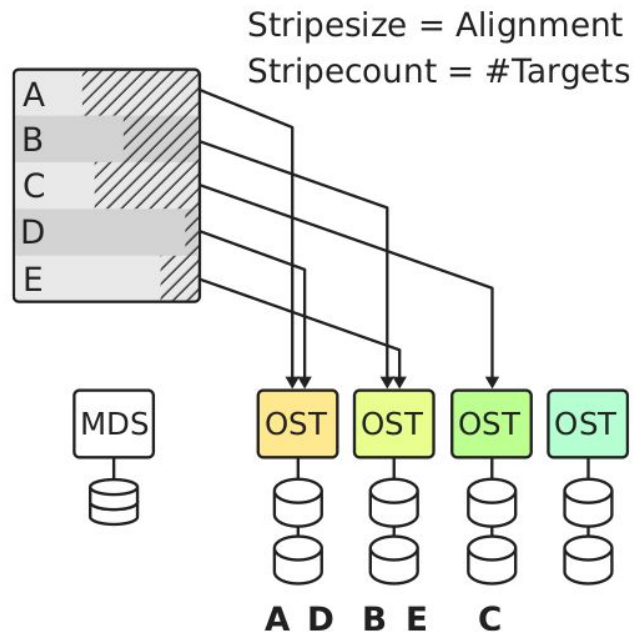 Stripesize = Alignment
Stripecount = #Targets
A
B
C
D
E
MDS
OST
OST
OST
OST
A D B E C